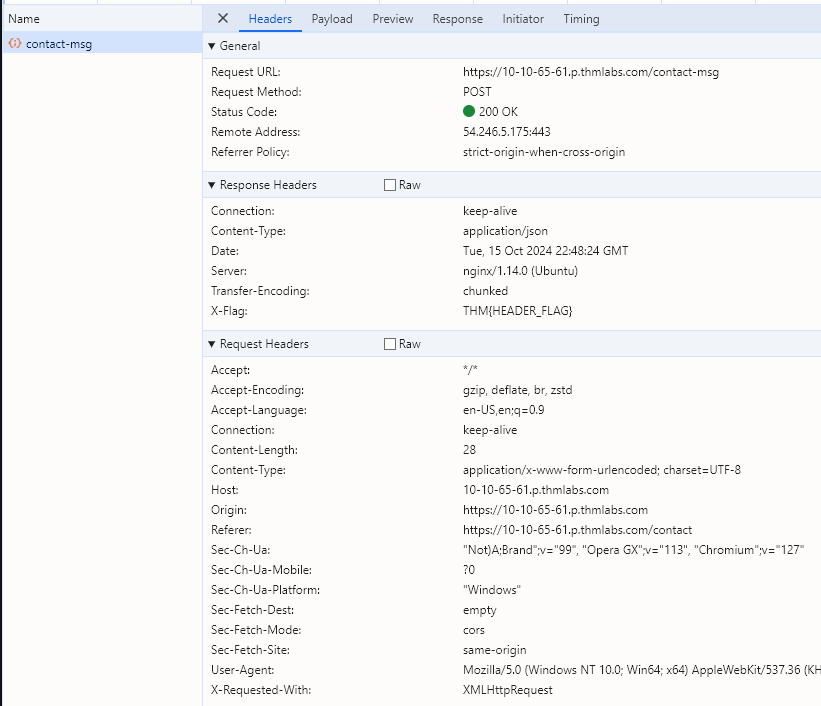 Name
Headers Payload Preview Response Initiator Timing
contact-msg
General
Request URL: https://10-10-65-61.p.thmlabs.com/contact-msg
Request Method: POST
Status Code: 200 OK
Remote Address: 54.246.5.175:443
Referrer Policy: strict-origin-when-cross-origin
Response Headers Raw
Connection: keep-alive
Content-Type: application/json
Date: Tue, 15 Oct 2024 22:48:24 GMT
Server: nginx/1.14.0 (Ubuntu)
Transfer-Encoding: chunked
X-Flag: THM{HEADER_FLAG}
Request Headers Raw
Accept: */*
Accept-Encoding: gzip, deflate, br, zstd
Accept-Language: en-US,en;q=0.9
Connection: keep-alive
Content-Length: 28
Content-Type: application/x-www-form-urlencoded; charset=UTF-8
Host: 10-10-65-61.p.thmlabs.com
Origin: https://10-10-65-61.p.thmlabs.com
Referer: https://10-10-65-61.p.thmlabs.com/contact
Sec-Ch-Ua: "Not)A;Brand";v="99", "Opera GX";v="113", "Chromium";v="127"
Sec-Ch-Ua-Mobile: ?0
Sec-Ch-Ua-Platform: "Windows"
Sec-Fetch-Dest: empty
Sec-Fetch-Mode: cors
Sec-Fetch-Site: same-origin
User-Agent: Mozilla/5.0 (Windows NT 10.0; Win64; x64) AppleWebKit/537.36 (KH
X-Requested-With: XMLHttpRequest